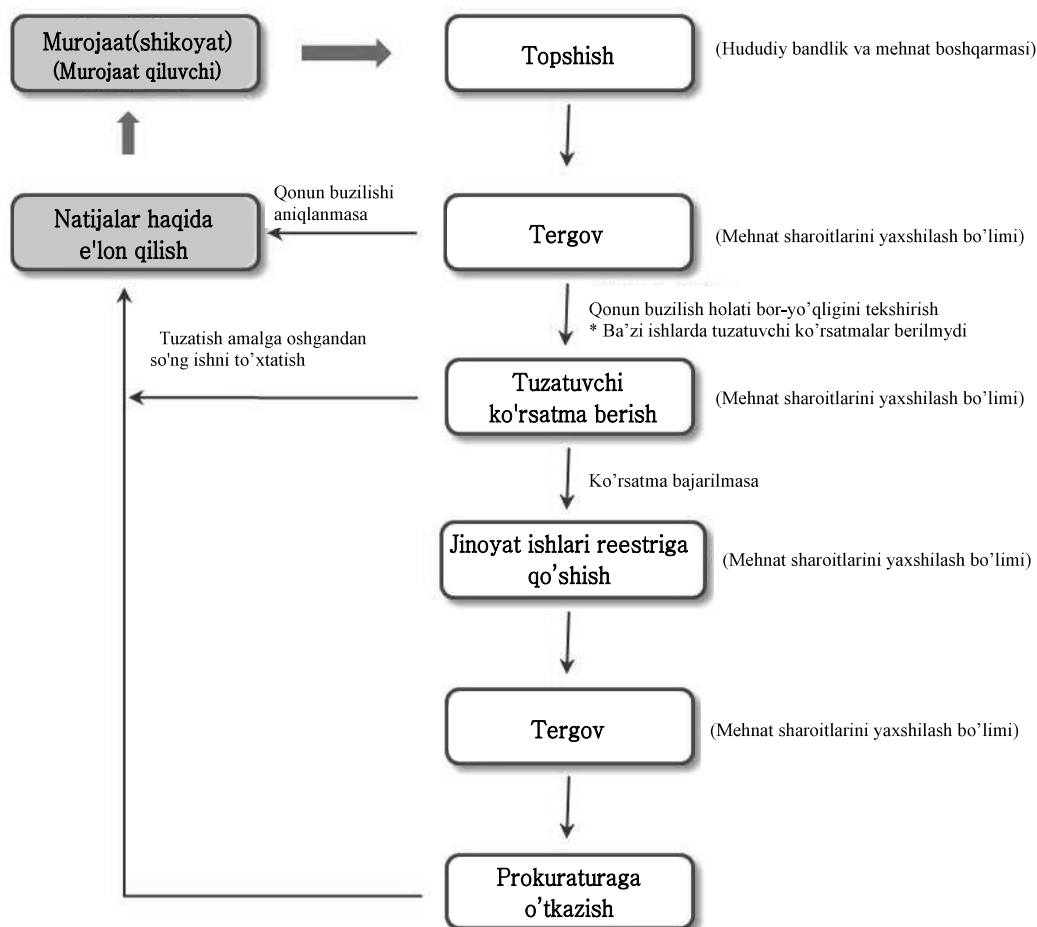 Murojaat(shikoyat)
(Murojaat qiluvchi)
Topshish
(Hududiy bandlik va mehnat boshqarmasi)
Natijalar haqida
e'lon qilish
Qonun buzilishi
aniqlanmasa
Tergov
(Mehnat sharoitlarini yaxshilash bo’limi)
Qonun buzilish holati bor-yo’qligini tekshirish
* Ba’zi ishlarda tuzatuvchi ko’rsatmalar berilmydi
Tuzatish amalga oshgandan
so'ng ishni to’xtatish
Tuzatuvchi
ko'rsatma berish
(Mehnat sharoitlarini yaxshilash bo’limi)
Ko’rsatma bajarilmasa
Jinoyat ishlari reestriga
qo’shish
(Mehnat sharoitlarini yaxshilash bo’limi)
Tergov
(Mehnat sharoitlarini yaxshilash bo’limi)
Prokuraturaga
o’tkazish